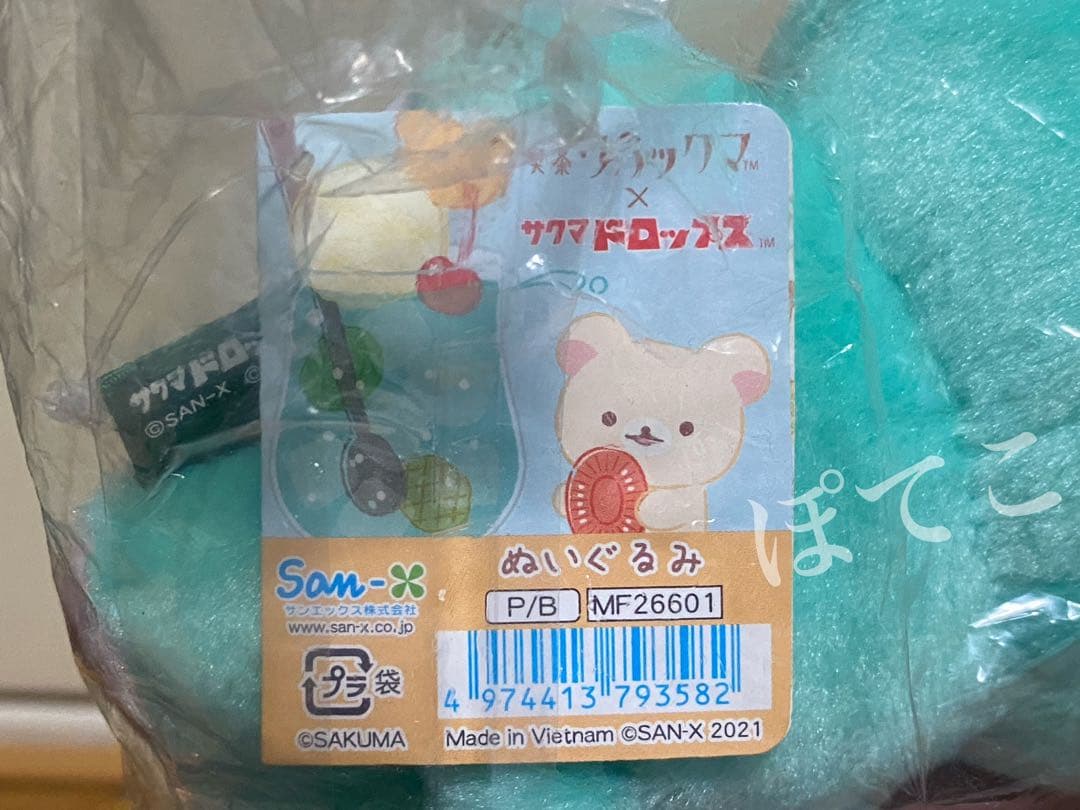 喫茶リラックマ™
×
サクマドロップス™
サクマドロッ
©SAN-X ©
ぬいぐるみ
San-X
サンエックス株式会社
www.san-x.co.jp
P/B MF26601
プラ 袋
4 974413 793582
©SAKUMA
Made in Vietnam ©SAN-X 2021
ぽてこ